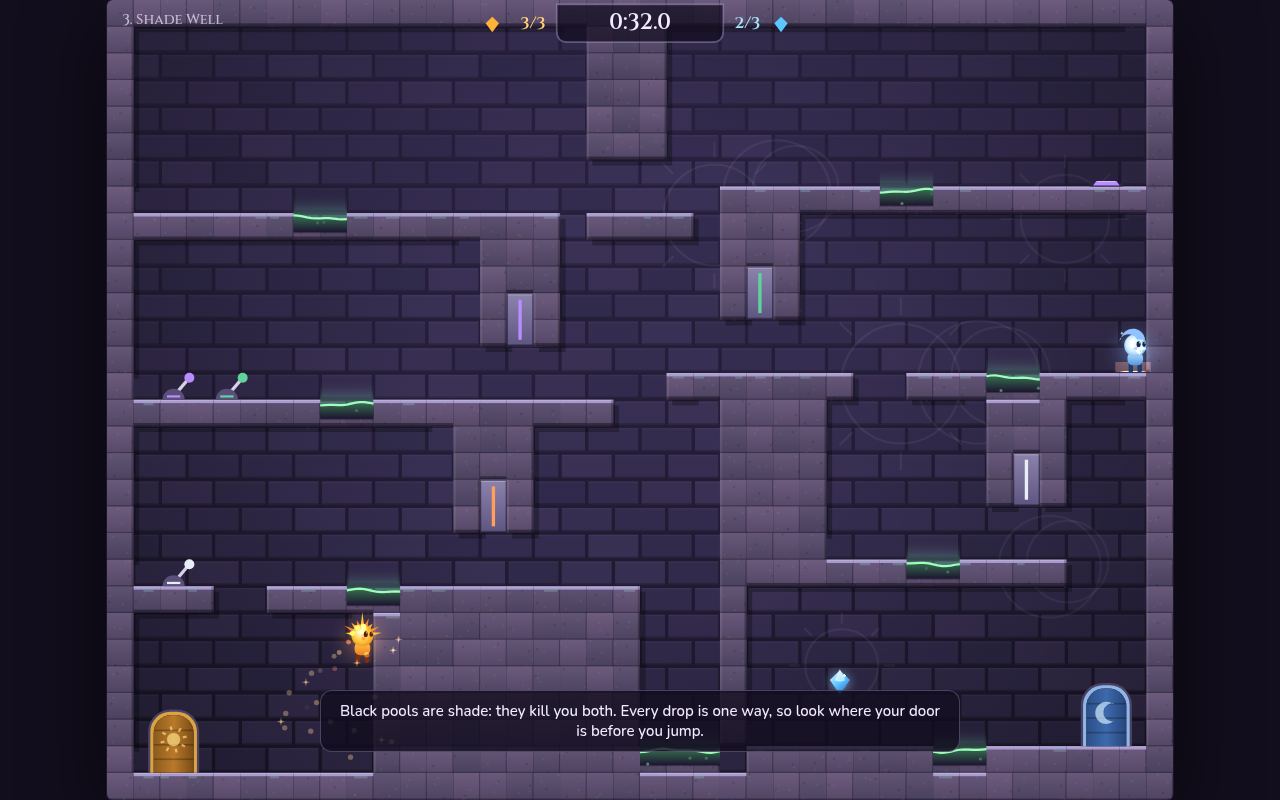 3. Shade Well
3/3
0:32.0
2/3
Black pools are shade: they kill you both. Every drop is one way, so look where your door
is before you jump.